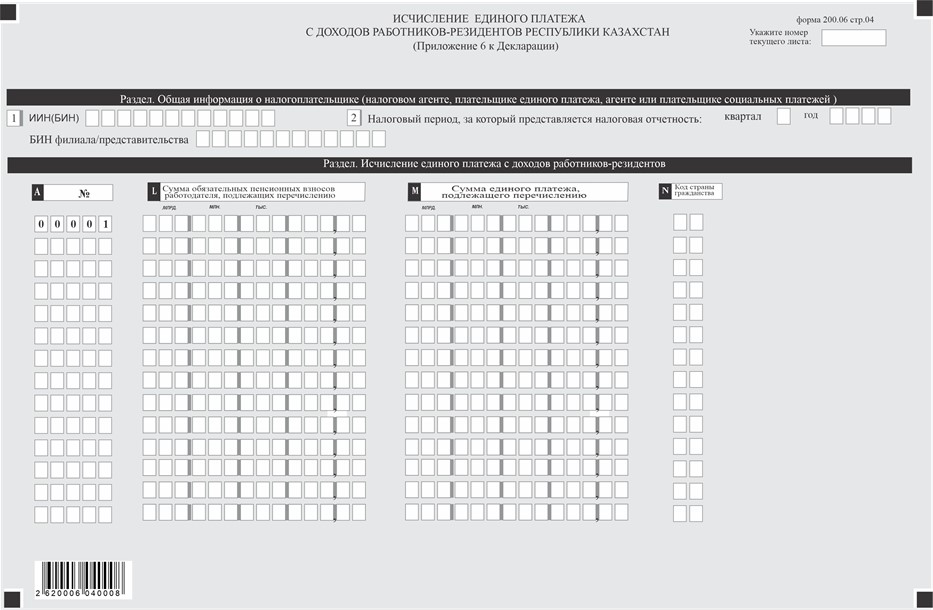 ИСЧИСЛЕНИЕ ЕДИНОГО ПЛАТЕЖА
С ДОХОДОВ РАБОТНИКОВ-РЕЗИДЕНТОВ РЕСПУБЛИКИ КАЗАХСТАН
(Приложение 6 к Декларации)
форма 200.06 стр.04
Укажите номер
текущего листа:
Раздел. Общая информация о налогоплательщике (налоговом агенте, плательщике единого платежа, агенте или плательщике социальных платежей )
1 ИИН(БИН) 2 Налоговый период, за который представляется налоговая отчетность: квартал год
БИН филиала/представительства
Раздел. Исчисление единого платежа с доходов работников-резидентов
A №
L Сумма обязательных пенсионных взносов
работодателя, подлежащих перечислению
M Сумма единого платежа,
подлежащего перечислению
N Код страны
гражданства
МЛРД. МЛН. ТЫС. МЛРД. МЛН. ТЫС.
0 0 0 0 1
2 620006 040008